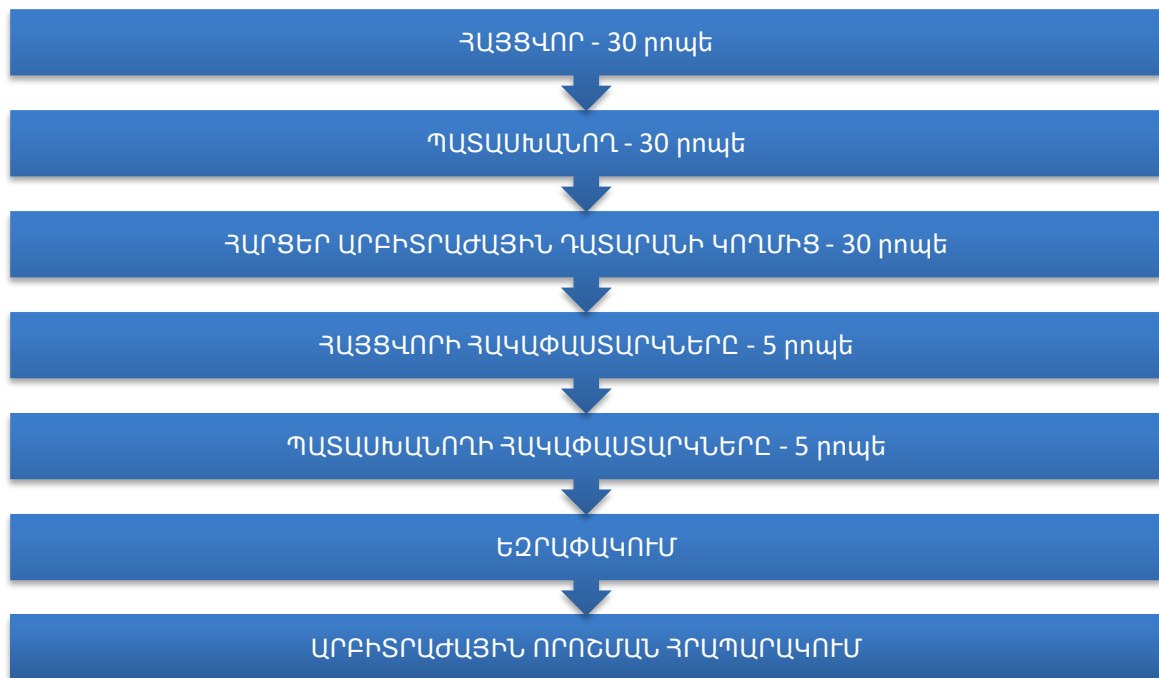 ՀԱՅՑՎՈՐ - 30 րոպե
ՊԱՏԱՍԽԱՆՈՂ - 30 րոպե
ՀԱՐՑԵՐ ԱՐԲԻՏՐԱԺԱՅԻՆ ԴԱՏԱՐԱՆԻ ԿՈՂՄԻՑ - 30 րոպե
ՀԱՅՑՎՈՐԻ ՀԱԿԱՓԱՍՏԱՐԿՆԵՐԸ - 5 րոպե
ՊԱՏԱՍԽԱՆՈՂԻ ՀԱԿԱՓԱՍՏԱՐԿՆԵՐԸ - 5 րոպե
ԵԶՐԱՓԱԿՈՒՄ
ԱՐԲԻՏՐԱԺԱՅԻՆ ՈՐՈՇՄԱՆ ՀՐԱՊԱՐԱԿՈՒՄ